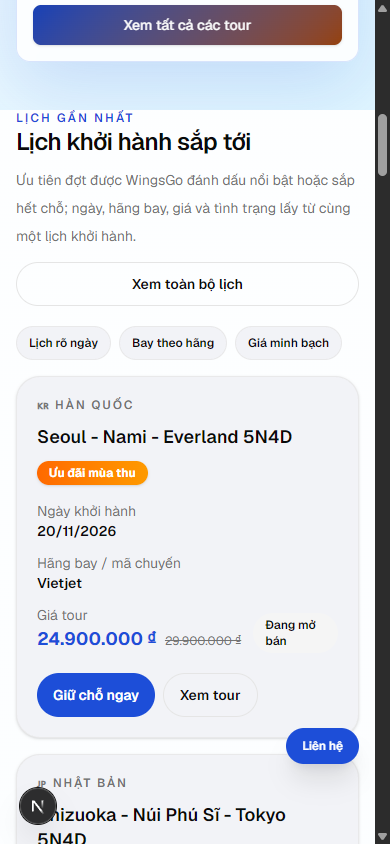 Xem tất cả các tour
LỊCH GẦN NHẤT
Lịch khởi hành sắp tới
Ưu tiên đợt được WingsGo đánh dấu nổi bật hoặc sắp
hết chỗ; ngày, hãng bay, giá và tình trạng lấy từ cùng
một lịch khởi hành.
Xem toàn bộ lịch
Lịch rõ ngày
Bay theo hãng
Giá minh bạch
KR HÀN QUỐC
Seoul - Nami - Everland 5N4D
Ưu đãi mùa thu
Ngày khởi hành
20/11/2026
Hãng bay / mã chuyến
Vietjet
Giá tour
24.900.000 ₫ 29.900.000 ₫
Đang mở
bán
Giữ chỗ ngay
Xem tour
Liên hệ
JP NHẬT BẢN
N
izuoka - Núi Phú Sĩ - Tokyo
5N4D